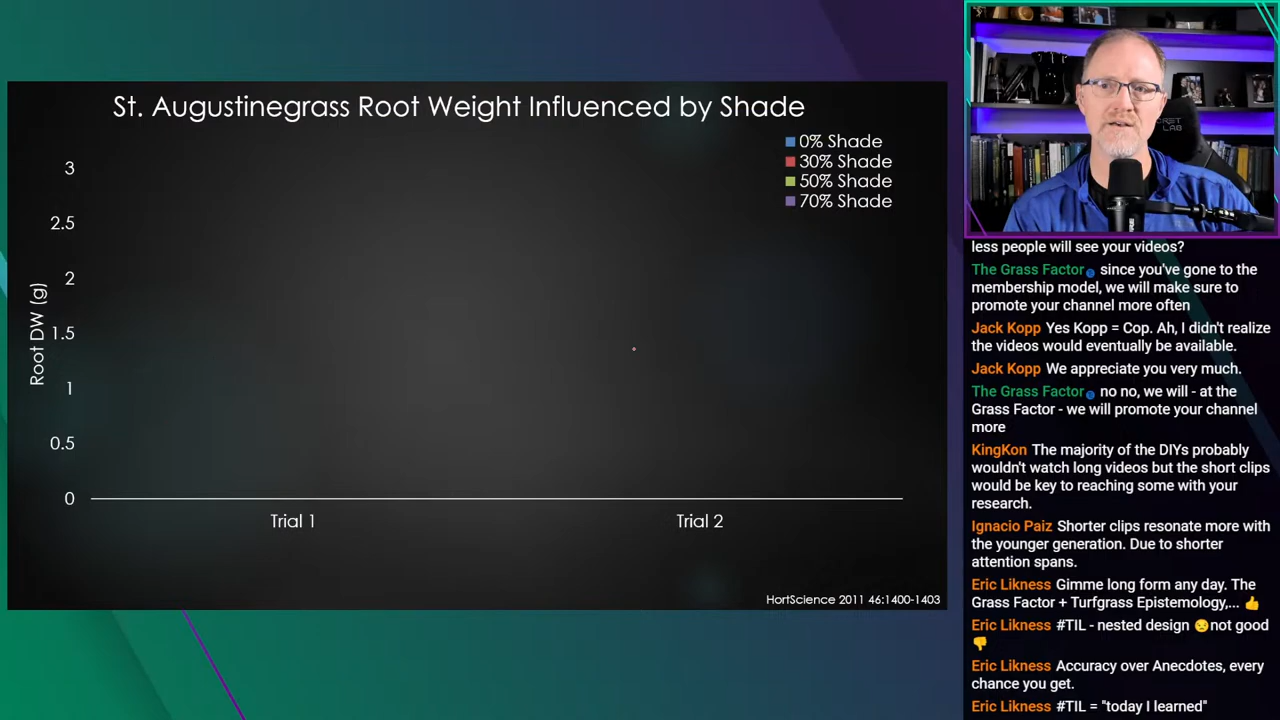 St. Augustinegrass Root Weight Influenced by Shade
0% Shade
30% Shade
50% Shade
70% Shade
3
2.5
2
1.5
1
0.5
0
Root DW (g)
Trial 1
Trial 2
HortScience 2011 46:1400-1403
less people will see your videos?
The Grass Factor since you've gone to the
membership model, we will make sure to
promote your channel more often
Jack Kopp Yes Kopp = Cop. Ah, I didn't realize
the videos would eventually be available.
Jack Kopp We appreciate you very much.
The Grass Factor no no, we will - at the
Grass Factor - we will promote your channel
more
KingKon The majority of the DIYs probably
wouldn't watch long videos but the short clips
would be key to reaching some with your
research.
Ignacio Paiz Shorter clips resonate more with
the younger generation. Due to shorter
attention spans.
Eric Likness Gimme long form any day. The
Grass Factor + Turfgrass Epistemology,... 👍
Eric Likness #TIL - nested design 😔not good
👎
Eric Likness Accuracy over Anecdotes, every
chance you get.
Eric Likness #TIL = "today I learned"